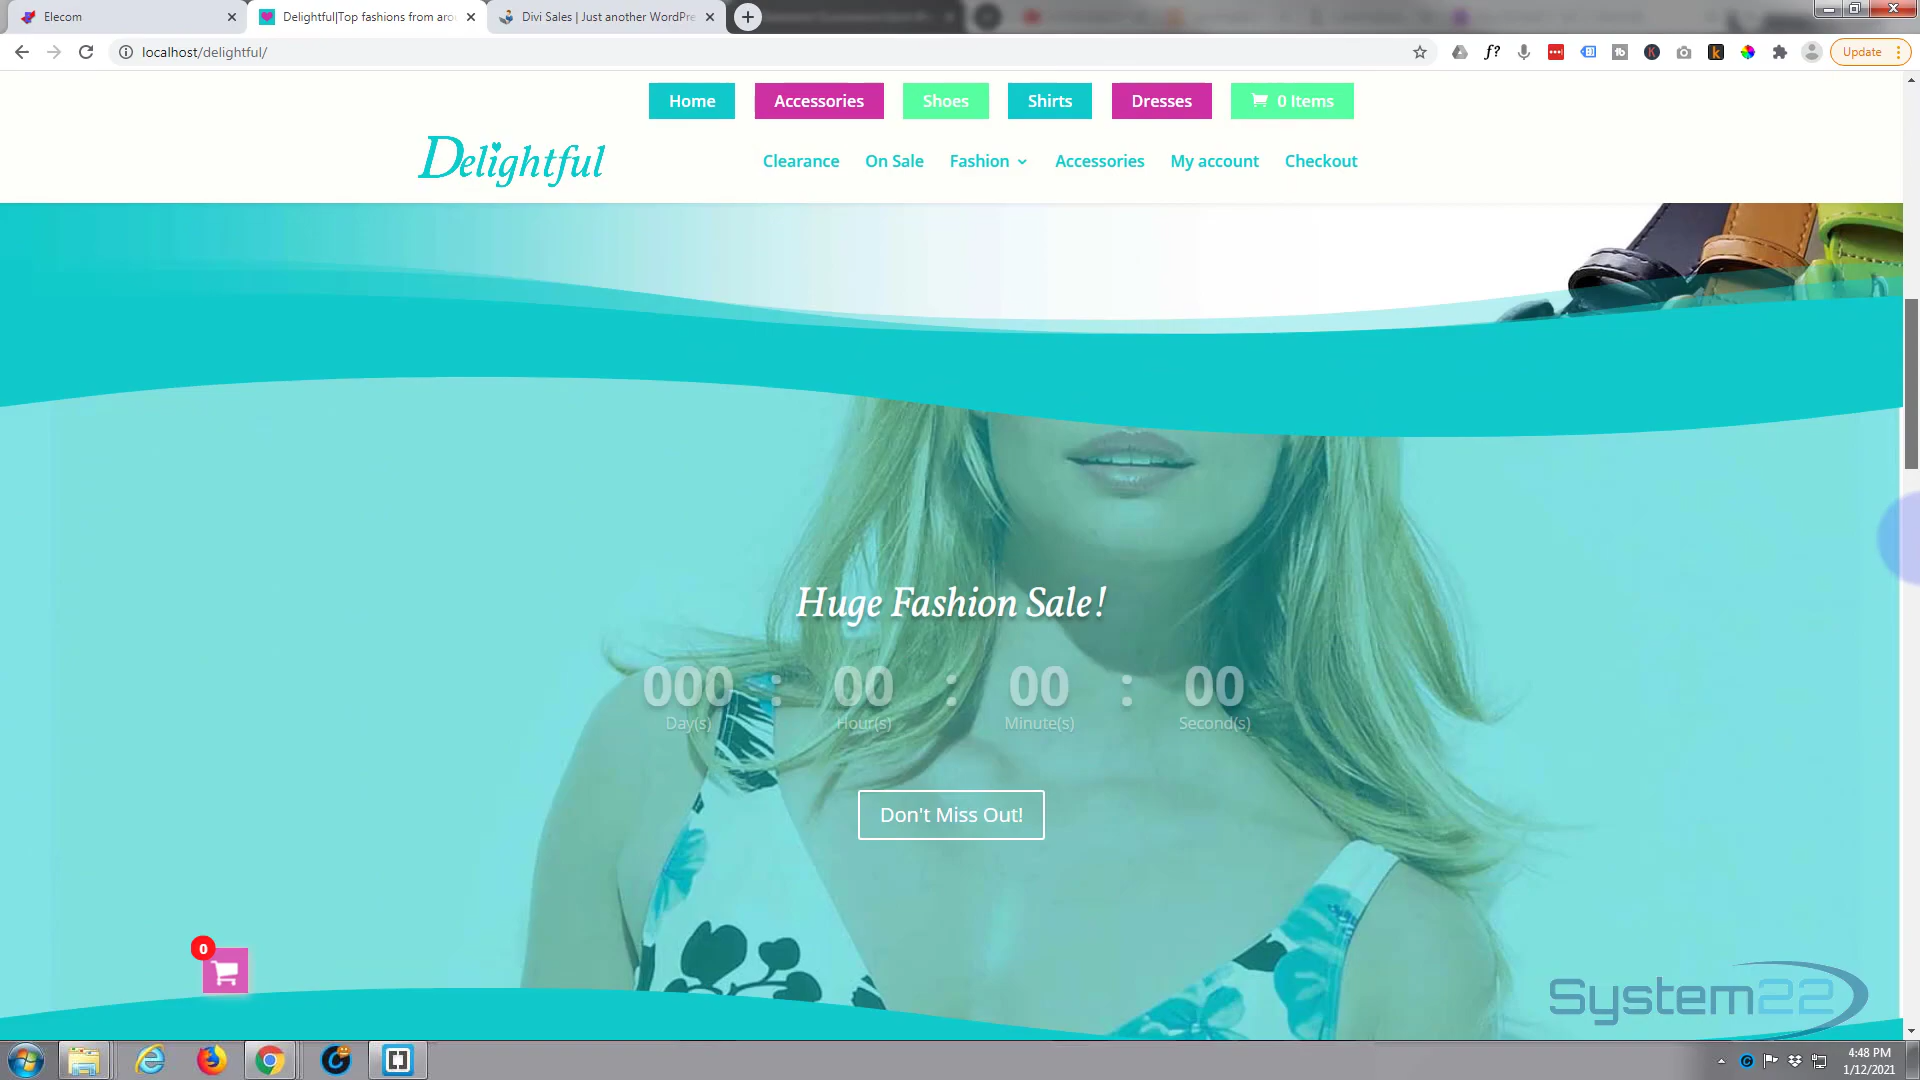 Elecom
Delightful|Top fashions from aro
Divi Sales | Just another WordPre
localhost/delightful/
f?
Update
Home
Accessories
Shoes
Shirts
Dresses
0 Items
Delightful
Clearance
On Sale
Fashion
Accessories
My account
Checkout
Huge Fashion Sale!
000 : 00 : 00 : 00
Day(s) Hour(s) Minute(s) Second(s)
Don't Miss Out!
0
System22
4:48 PM
1/12/2021